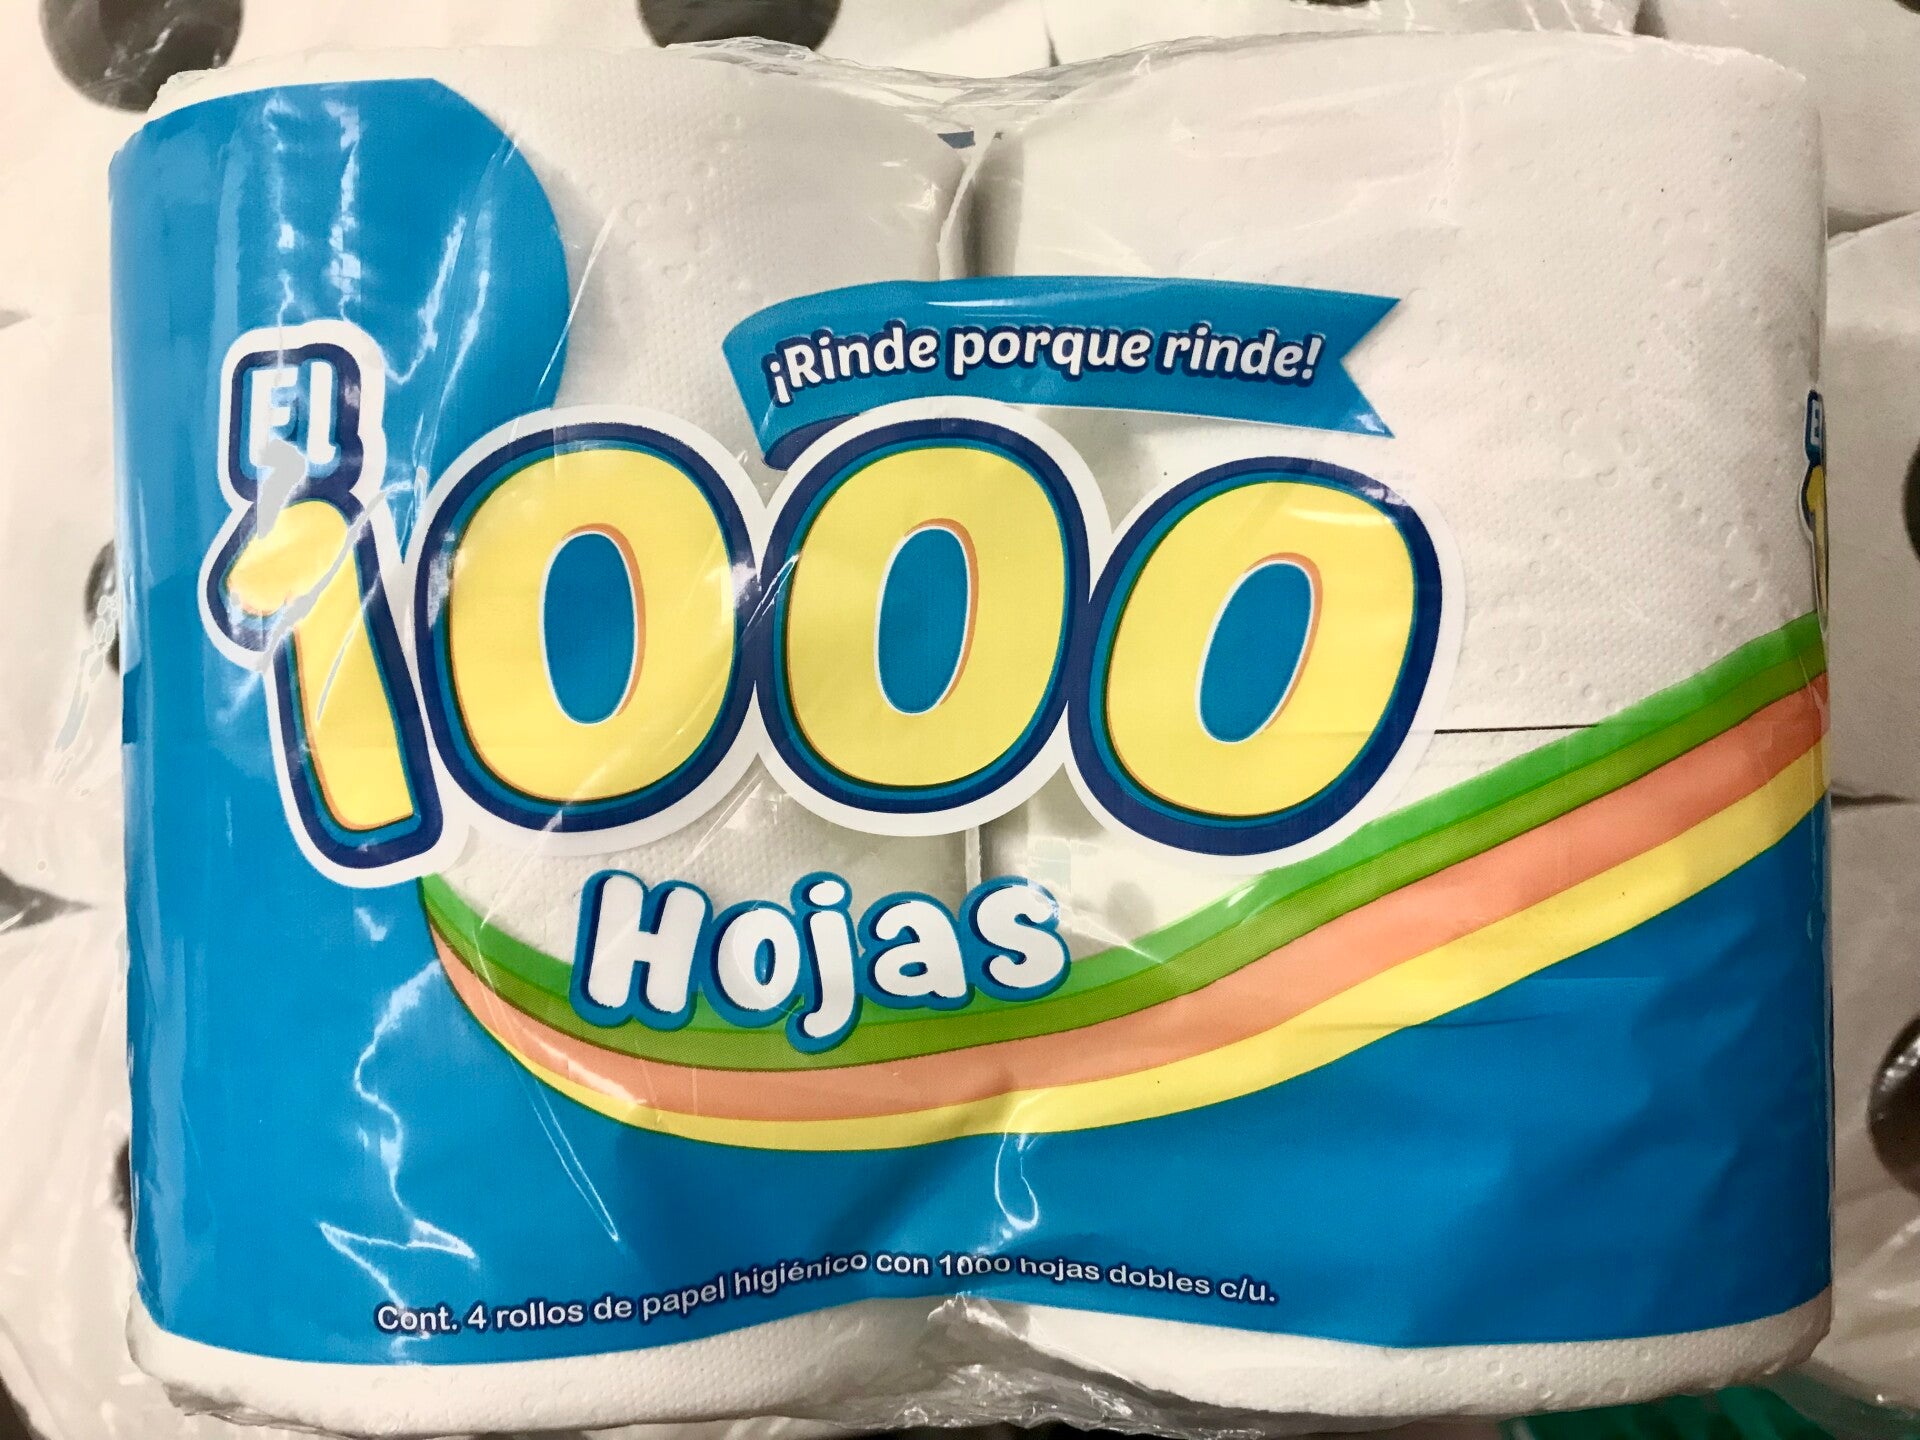 ¡Rinde porque rinde!
El
1000
Hojas
Cont. 4 rollos de papel higiénico con 1000 hojas dobles c/u.